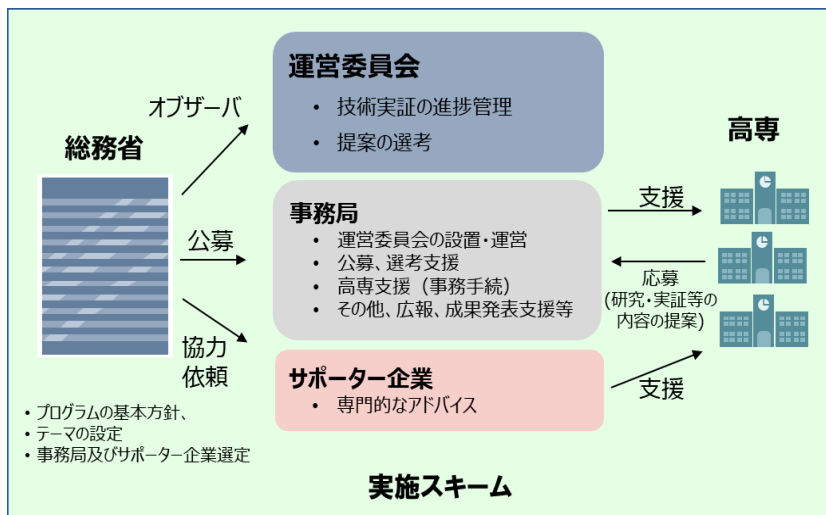 運営委員会
• 技術実証の進捗管理
• 提案の選考
オブザーバ
総務省
公募
協力
依頼
• プログラムの基本方針、
• テーマの設定
• 事務局及びサポーター企業選定
事務局
• 運営委員会の設置・運営
• 公募、選考支援
• 高専支援（事務手続）
• その他、広報、成果発表支援等
サポーター企業
• 専門的なアドバイス
高専
支援
応募
(研究・実証等の
内容の提案)
支援
実施スキーム